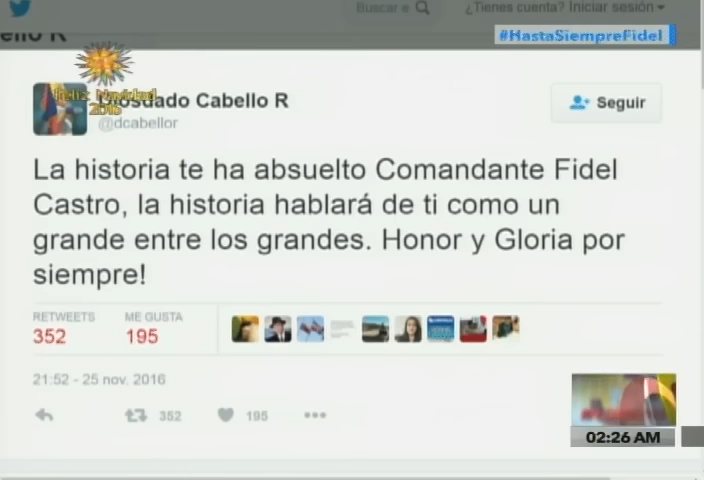 Buscar e
¿Tienes cuenta? Iniciar sesión
ello R
#HastaSiempreFidel
Feliz Navidad
2016
Diosdado Cabello R
@dcabellor
Seguir
La historia te ha absuelto Comandante Fidel
Castro, la historia hablará de ti como un
grande entre los grandes. Honor y Gloria por
siempre!
RETWEETS
ME GUSTA
352
195
21:52 - 25 nov. 2016
352
195
02:26 AM